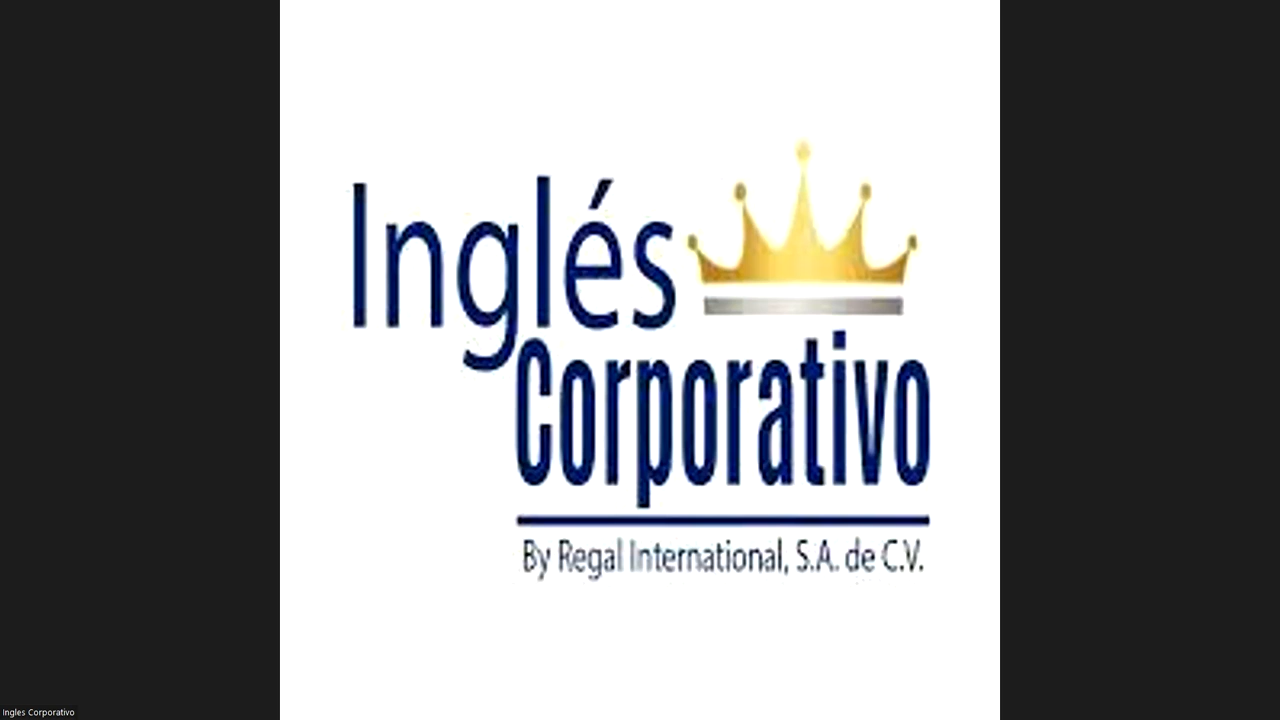 Inglés
Corporativo
By Regal International, S.A. de C.V.
Ingles Corporativo